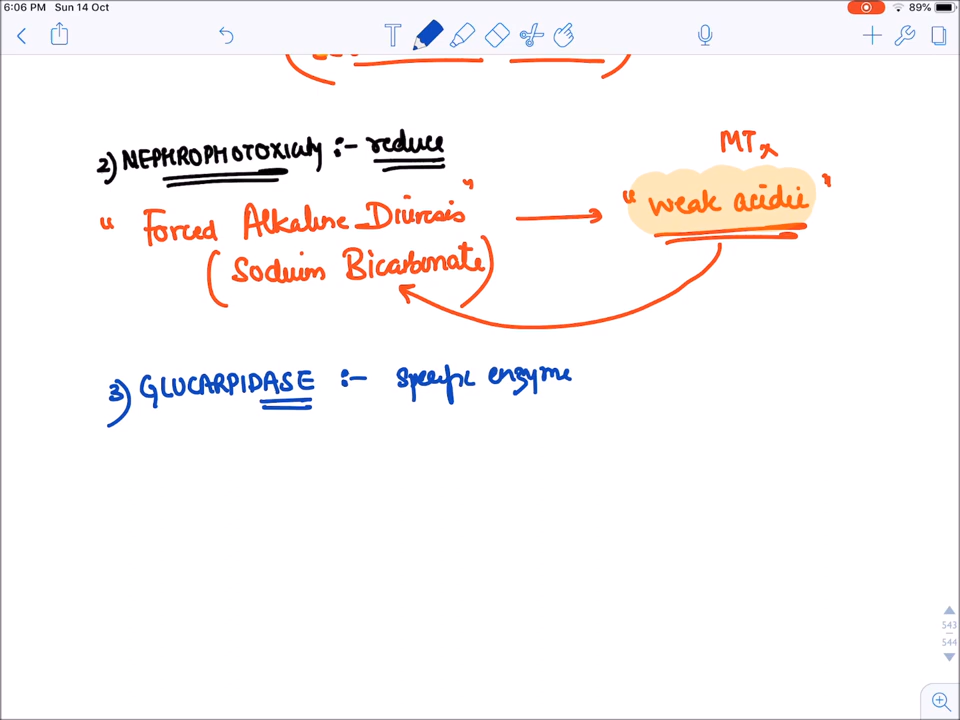 6:06 PM Sun 14 Oct
89%
T
2) NEPHROPHOTOXICITY :- reduce
MTx
" Forced Alkaline Diuresis " → " weak acidic "
( Sodium Bicarbonate )
3) GLUCARPIDASE :- specific enzyme
543
544